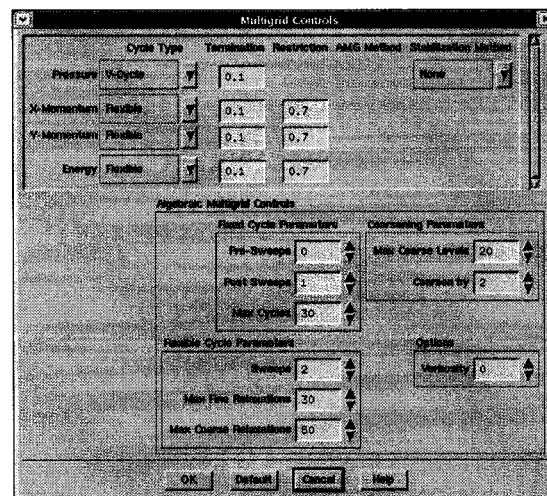 Multigrid Controls
Cycle Type Termination Restriction AMG Method Stabilization Method
Pressure V-Cycle 0.1 None
X-Momentum Flexible 0.1 0.7
Y-Momentum Flexible 0.1 0.7
Energy Flexible 0.1 0.7
Algebraic Multigrid Controls
Fixed Cycle Parameters Coarsening Parameters
Pre-Sweeps 0 Max Coarse Levels 20
Post Sweeps 1 Coarsen by 2
Max Cycles 30
Flexible Cycle Parameters Options
Sweeps 2 Verbosity 0
Max Fine Relaxations 30
Max Coarse Relaxations 50
OK Default Cancel Help